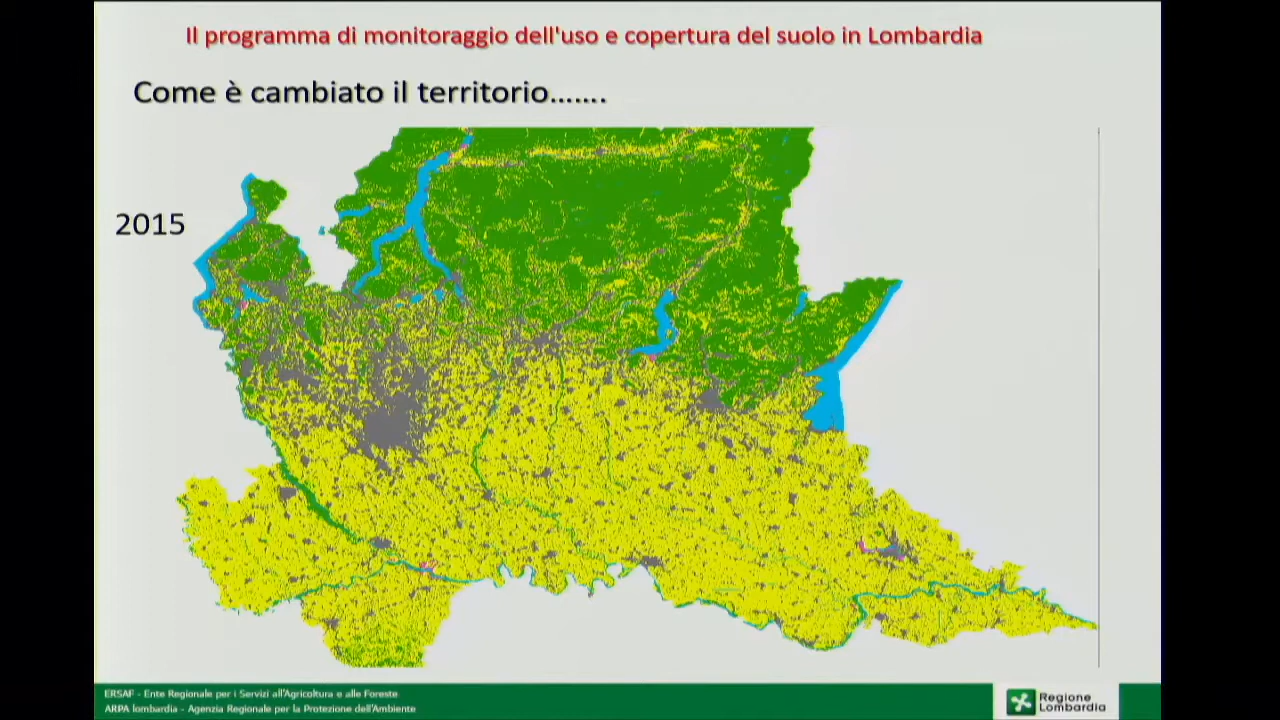 Il programma di monitoraggio dell'uso e copertura del suolo in Lombardia
Come è cambiato il territorio.......
2015
ERSAF - Ente Regionale per i Servizi all'Agricoltura e alle Foreste
ARPA lombardia - Agenzia Regionale per la Protezione dell'Ambiente
Regione
Lombardia